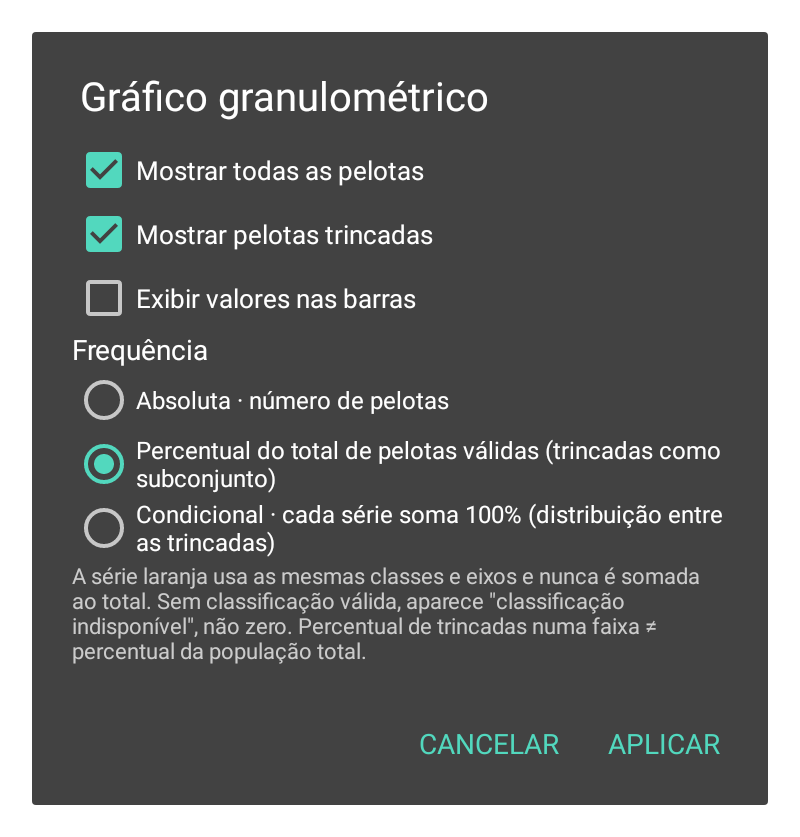 Gráfico granulométrico
Mostrar todas as pelotas
Mostrar pelotas trincadas
Exibir valores nas barras
Frequência
Absoluta · número de pelotas
Percentual do total de pelotas válidas (trincadas como
subconjunto)
Condicional · cada série soma 100% (distribuição entre
as trincadas)
A série laranja usa as mesmas classes e eixos e nunca é somada
ao total. Sem classificação válida, aparece "classificação
indisponível", não zero. Percentual de trincadas numa faixa ≠
percentual da população total.
CANCELAR APLICAR